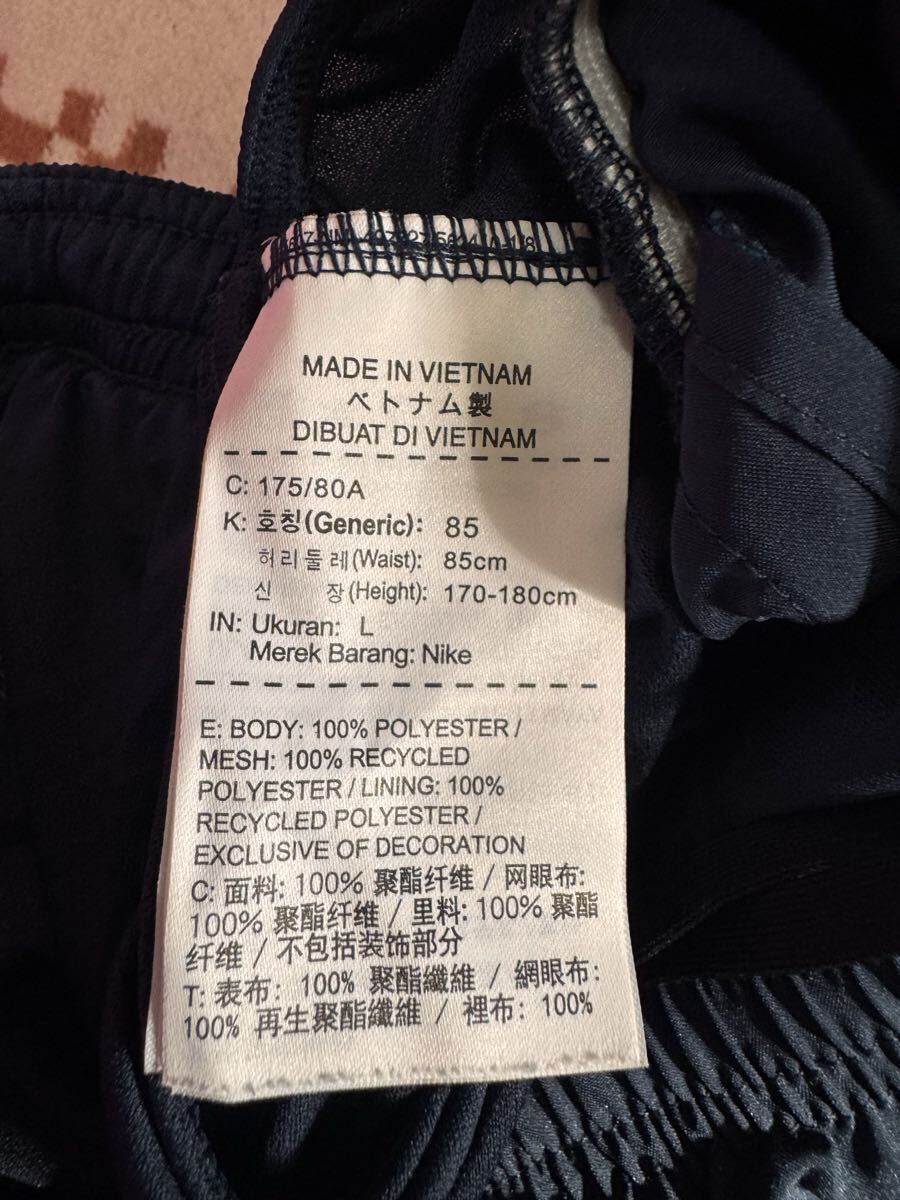 MADE IN VIETNAM
ベトナム製
DIBUAT DI VIETNAM
C: 175/80A
K: 호칭(Generic): 85
허리둘레(Waist): 85cm
신 장(Height): 170-180cm
IN: Ukuran: L
Merek Barang: Nike
E: BODY: 100% POLYESTER /
MESH: 100% RECYCLED
POLYESTER / LINING: 100%
RECYCLED POLYESTER /
EXCLUSIVE OF DECORATION
C: 面料: 100% 聚酯纤维 / 网眼布:
100% 聚酯纤维 / 里料: 100% 聚酯
纤维 / 不包括装饰部分
T: 表布: 100% 聚酯纖維 / 網眼布:
100% 再生聚酯纖維 / 裡布: 100%